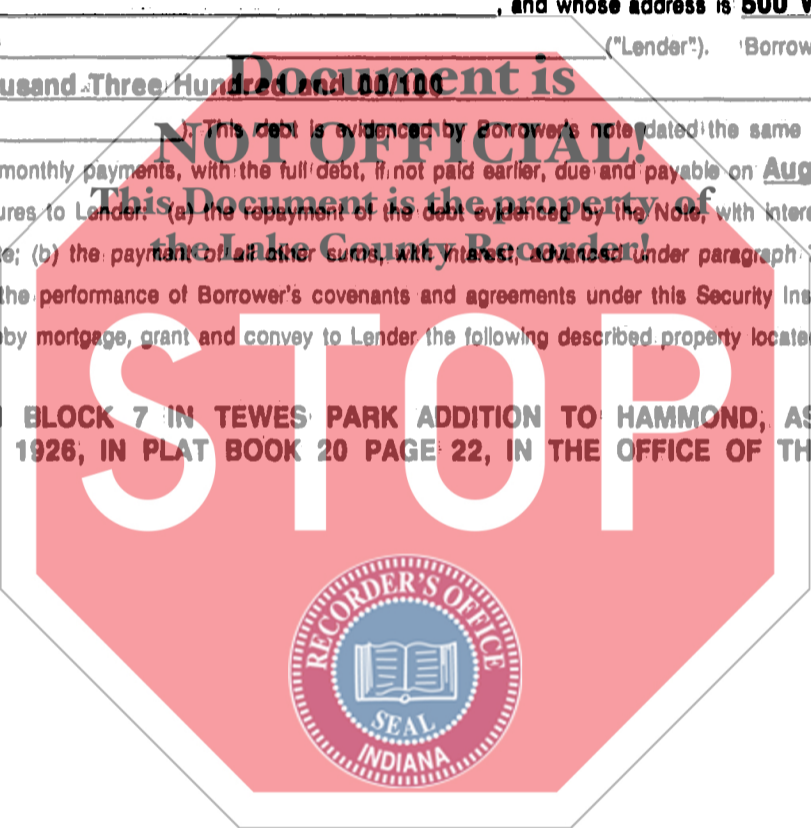 , and whose address is 500 W
("Lender"). Borrow
usand Three Hundred and 00/100
Document is
). This debt is evidenced by Borrower's note dated the same
NOT OFFICIAL!
monthly payments, with the full debt, if not paid earlier, due and payable on Aug
This Document is the property of
ures to Lender: (a) the repayment of the debt evidenced by the Note, with inter
the Lake County Recorder!
e; (b) the payment of all other sums, with interest, advanced under paragraph
the performance of Borrower's covenants and agreements under this Security Ins
by mortgage, grant and convey to Lender the following described property locate
BLOCK 7 IN TEWES PARK ADDITION TO HAMMOND, AS
1926, IN PLAT BOOK 20 PAGE 22, IN THE OFFICE OF TH
STOP
RECORDER'S OFFICE
SEAL
INDIANA